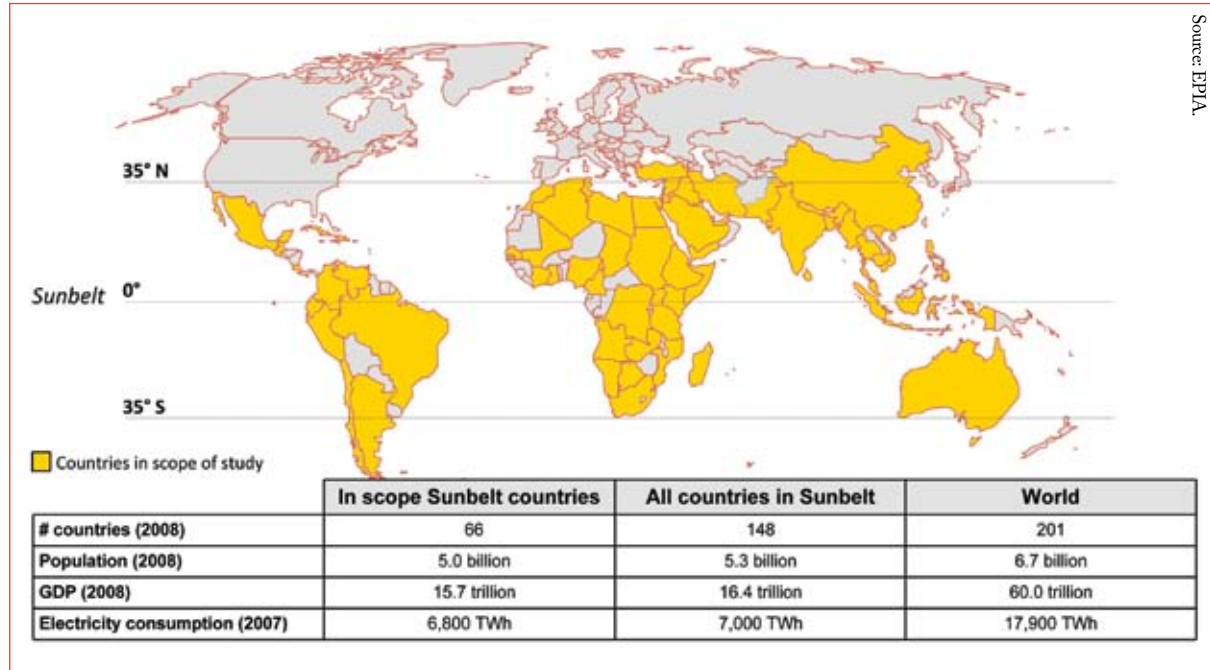 Source: EPIA.
35° N
Sunbelt 0°
35° S
Countries in scope of study
In scope Sunbelt countries All countries in Sunbelt World
# countries (2008) 66 148 201
Population (2008) 5.0 billion 5.3 billion 6.7 billion
GDP (2008) 15.7 trillion 16.4 trillion 60.0 trillion
Electricity consumption (2007) 6,800 TWh 7,000 TWh 17,900 TWh